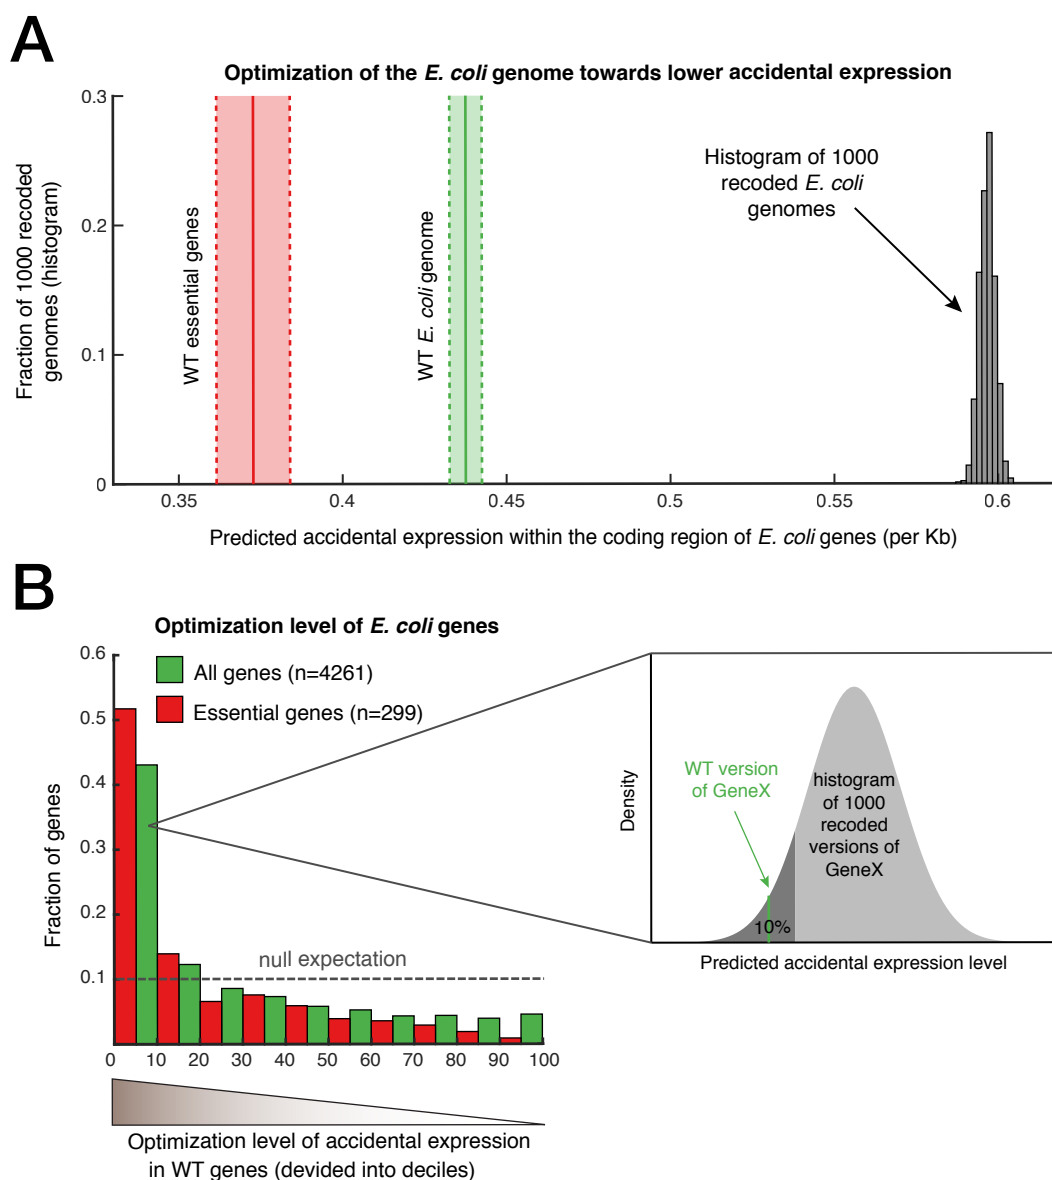 A
Optimization of the E. coli genome towards lower accidental expression
Fraction of 1000 recoded
genomes (histogram)
0.3
0.2
0.1
0
WT essential genes
WT E. coli genome
Histogram of 1000
recoded E. coli
genomes
0.35
0.4
0.45
0.5
0.55
0.6
Predicted accidental expression within the coding region of E. coli genes (per Kb)
B
Optimization level of E. coli genes
Fraction of genes
0.6
0.5
0.4
0.3
0.2
0.1
All genes (n=4261)
Essential genes (n=299)
null expectation
0
10
20
30
40
50
60
70
80
90
100
Optimization level of accidental expression
in WT genes (devided into deciles)
Density
WT version
of GeneX
histogram
of 1000
recoded
versions of
GeneX
10%
Predicted accidental expression level